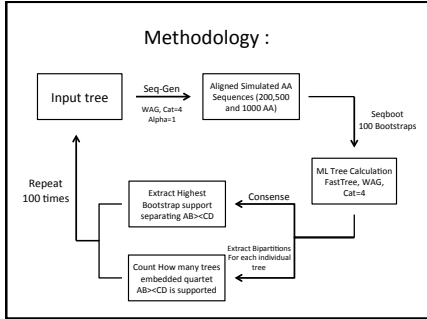 Methodology :
Input tree
Seq-Gen
WAG, Cat=4
Alpha=1
Aligned Simulated AA
Sequences (200,500
and 1000 AA)
Seqboot
100 Bootstraps
ML Tree Calculation
FastTree, WAG,
Cat=4
Consense
Extract Highest
Bootstrap support
separating AB><CD
Extract Bipartitions
For each individual
tree
Count How many trees
embedded quartet
AB><CD is supported
Repeat
100 times